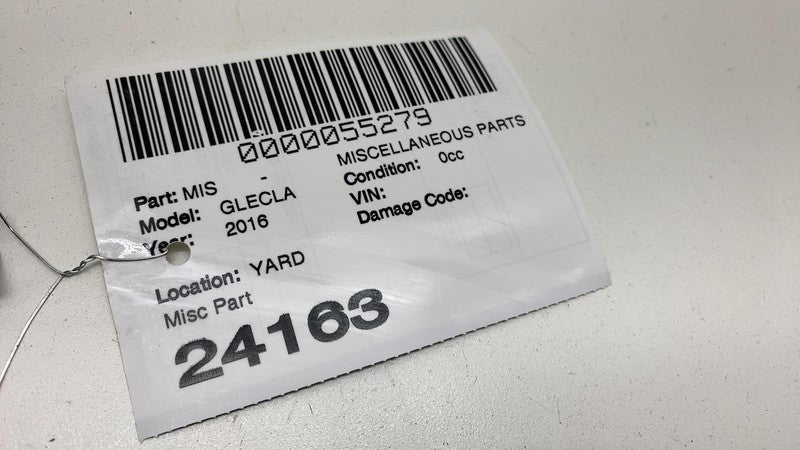 0000055279
Part: MIS - MISCELLANEOUS PARTS
Model: GLECLA Condition: 0cc
Year: 2016 VIN:
Damage Code:
Location: YARD
Misc Part
24163